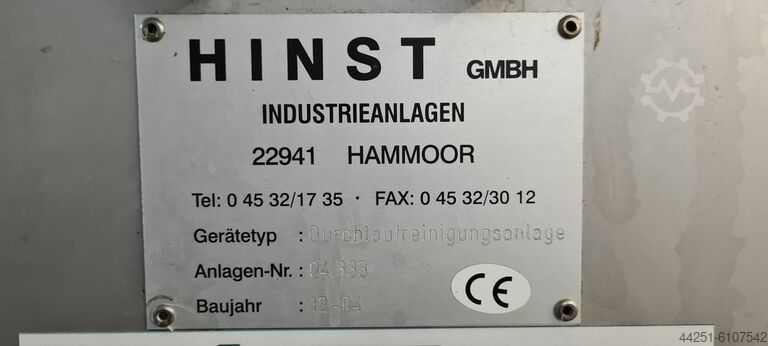 HINST GMBH
INDUSTRIEANLAGEN
22941 HAMMOOR
Tel: 0 45 32/17 35 · FAX: 0 45 32/30 12
Gerätetyp : Durchlaufreinigungsanlage
Anlagen-Nr. : 04.333
Baujahr : 12-04
CE
44251-6107542